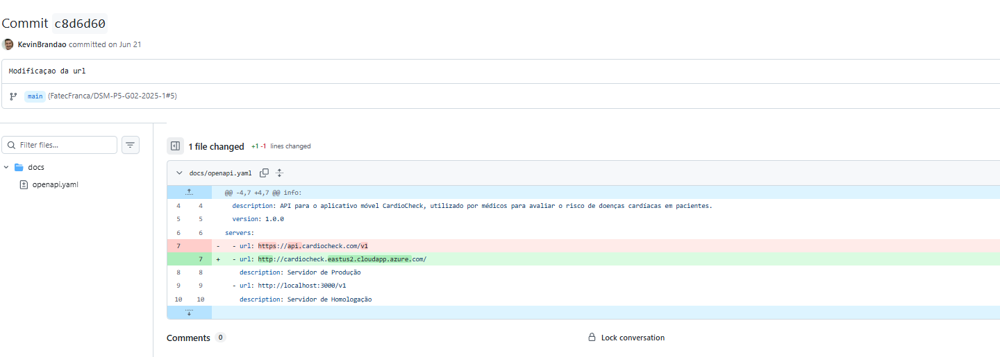 Commit c8d6d60
KevinBrandao committed on Jun 21
Modificaçao da url
main (FatecFranca/DSM-P5-G02-2025-1#5)
Filter files...
docs
openapi.yaml
1 file changed +1 -1 lines changed
docs/openapi.yaml
@@ -4,7 +4,7 @@ info:
4 4 description: API para o aplicativo móvel CardioCheck, utilizado por médicos para avaliar o risco de doenças cardíacas em pacientes.
5 5 version: 1.0.0
6 6 servers:
7 - - url: https://api.cardiocheck.com/v1
7 + - url: http://cardiocheck.eastus2.cloudapp.azure.com/
8 8 description: Servidor de Produção
9 9 - url: http://localhost:3000/v1
10 10 description: Servidor de Homologação
Comments 0
Lock conversation